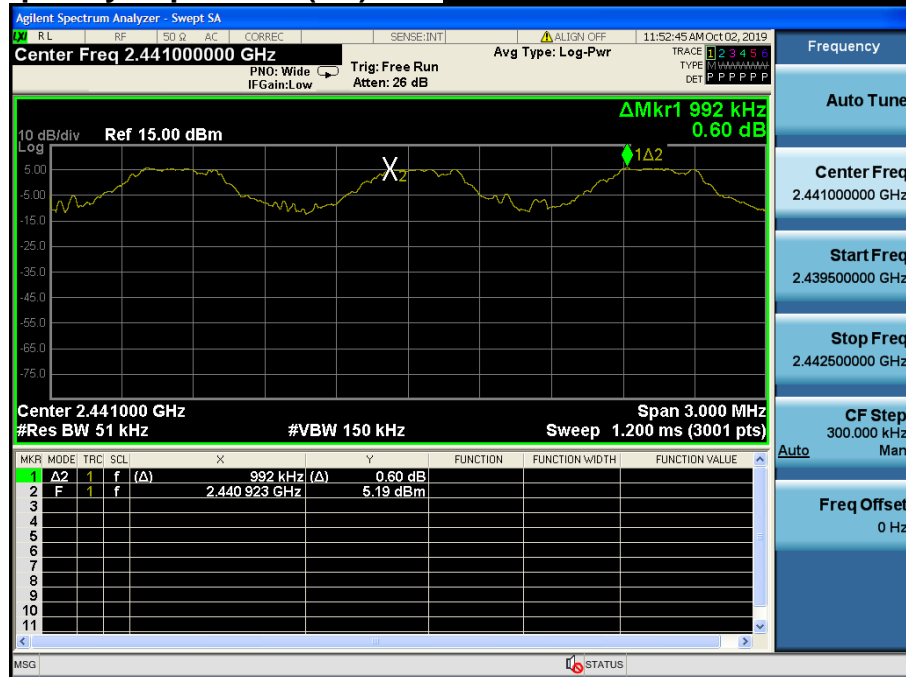 Agilent Spectrum Analyzer - Swept SA
LXI RL RF 50 Ω AC CORREC SENSE:INT ALIGN OFF 11:52:45 AM Oct 02, 2019
Center Freq 2.441000000 GHz
PNO: Wide
IFGain:Low
Trig: Free Run
Atten: 26 dB
Avg Type: Log-Pwr
TRACE 1 2 3 4 5 6
TYPE M
DET P P P P P P
ΔMkr1 992 kHz
0.60 dB
10 dB/div Ref 15.00 dBm
Log
5.00
-5.00
-15.0
-25.0
-35.0
-45.0
-55.0
-65.0
-75.0
X2
1Δ2
Center 2.441000 GHz Span 3.000 MHz
#Res BW 51 kHz #VBW 150 kHz Sweep 1.200 ms (3001 pts)
MKR MODE TRC SCL X Y FUNCTION FUNCTION WIDTH FUNCTION VALUE
1 Δ2 1 f (Δ) 992 kHz (Δ) 0.60 dB
2 F 1 f 2.440 923 GHz 5.19 dBm
3
4
5
6
7
8
9
10
11
MSG STATUS
Frequency
Auto Tune
Center Freq
2.441000000 GHz
Start Freq
2.439500000 GHz
Stop Freq
2.442500000 GHz
CF Step
300.000 kHz
Auto Man
Freq Offset
0 Hz